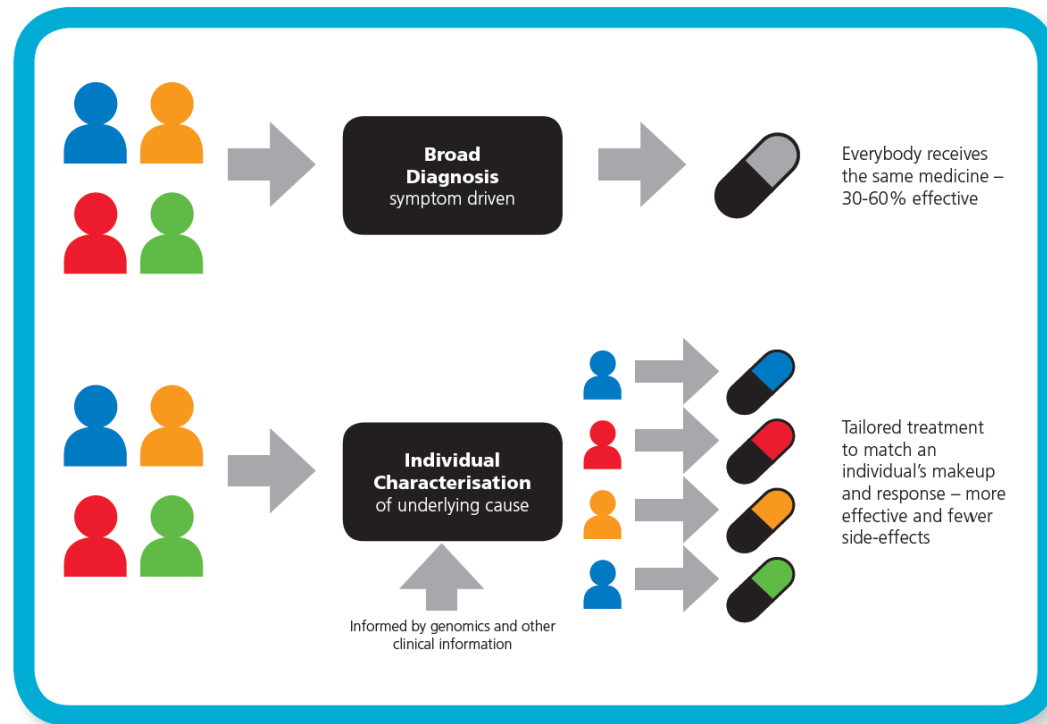 Broad
Diagnosis
symptom driven
Everybody receives
the same medicine –
30-60% effective
Individual
Characterisation
of underlying cause
Informed by genomics and other
clinical information
Tailored treatment
to match an
individual’s makeup
and response – more
effective and fewer
side-effects